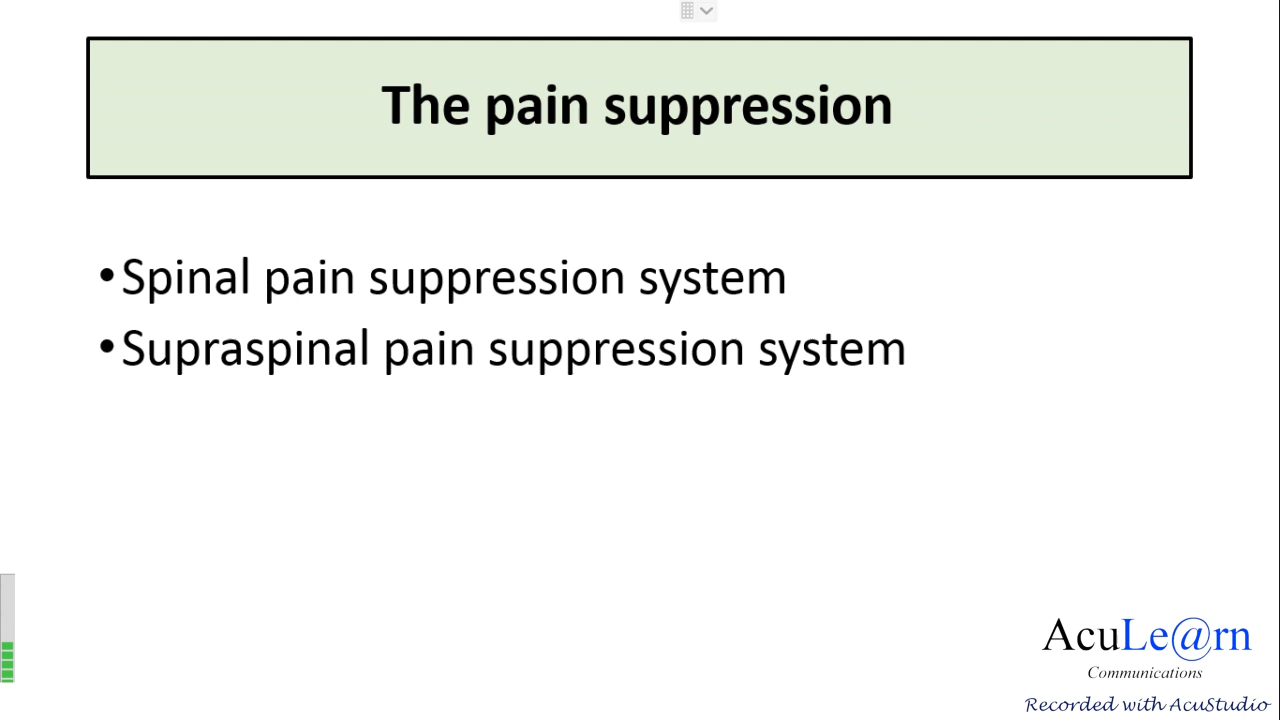 The pain suppression
•Spinal pain suppression system
•Supraspinal pain suppression system
AcuLe@rn
Communications
Recorded with AcuStudio